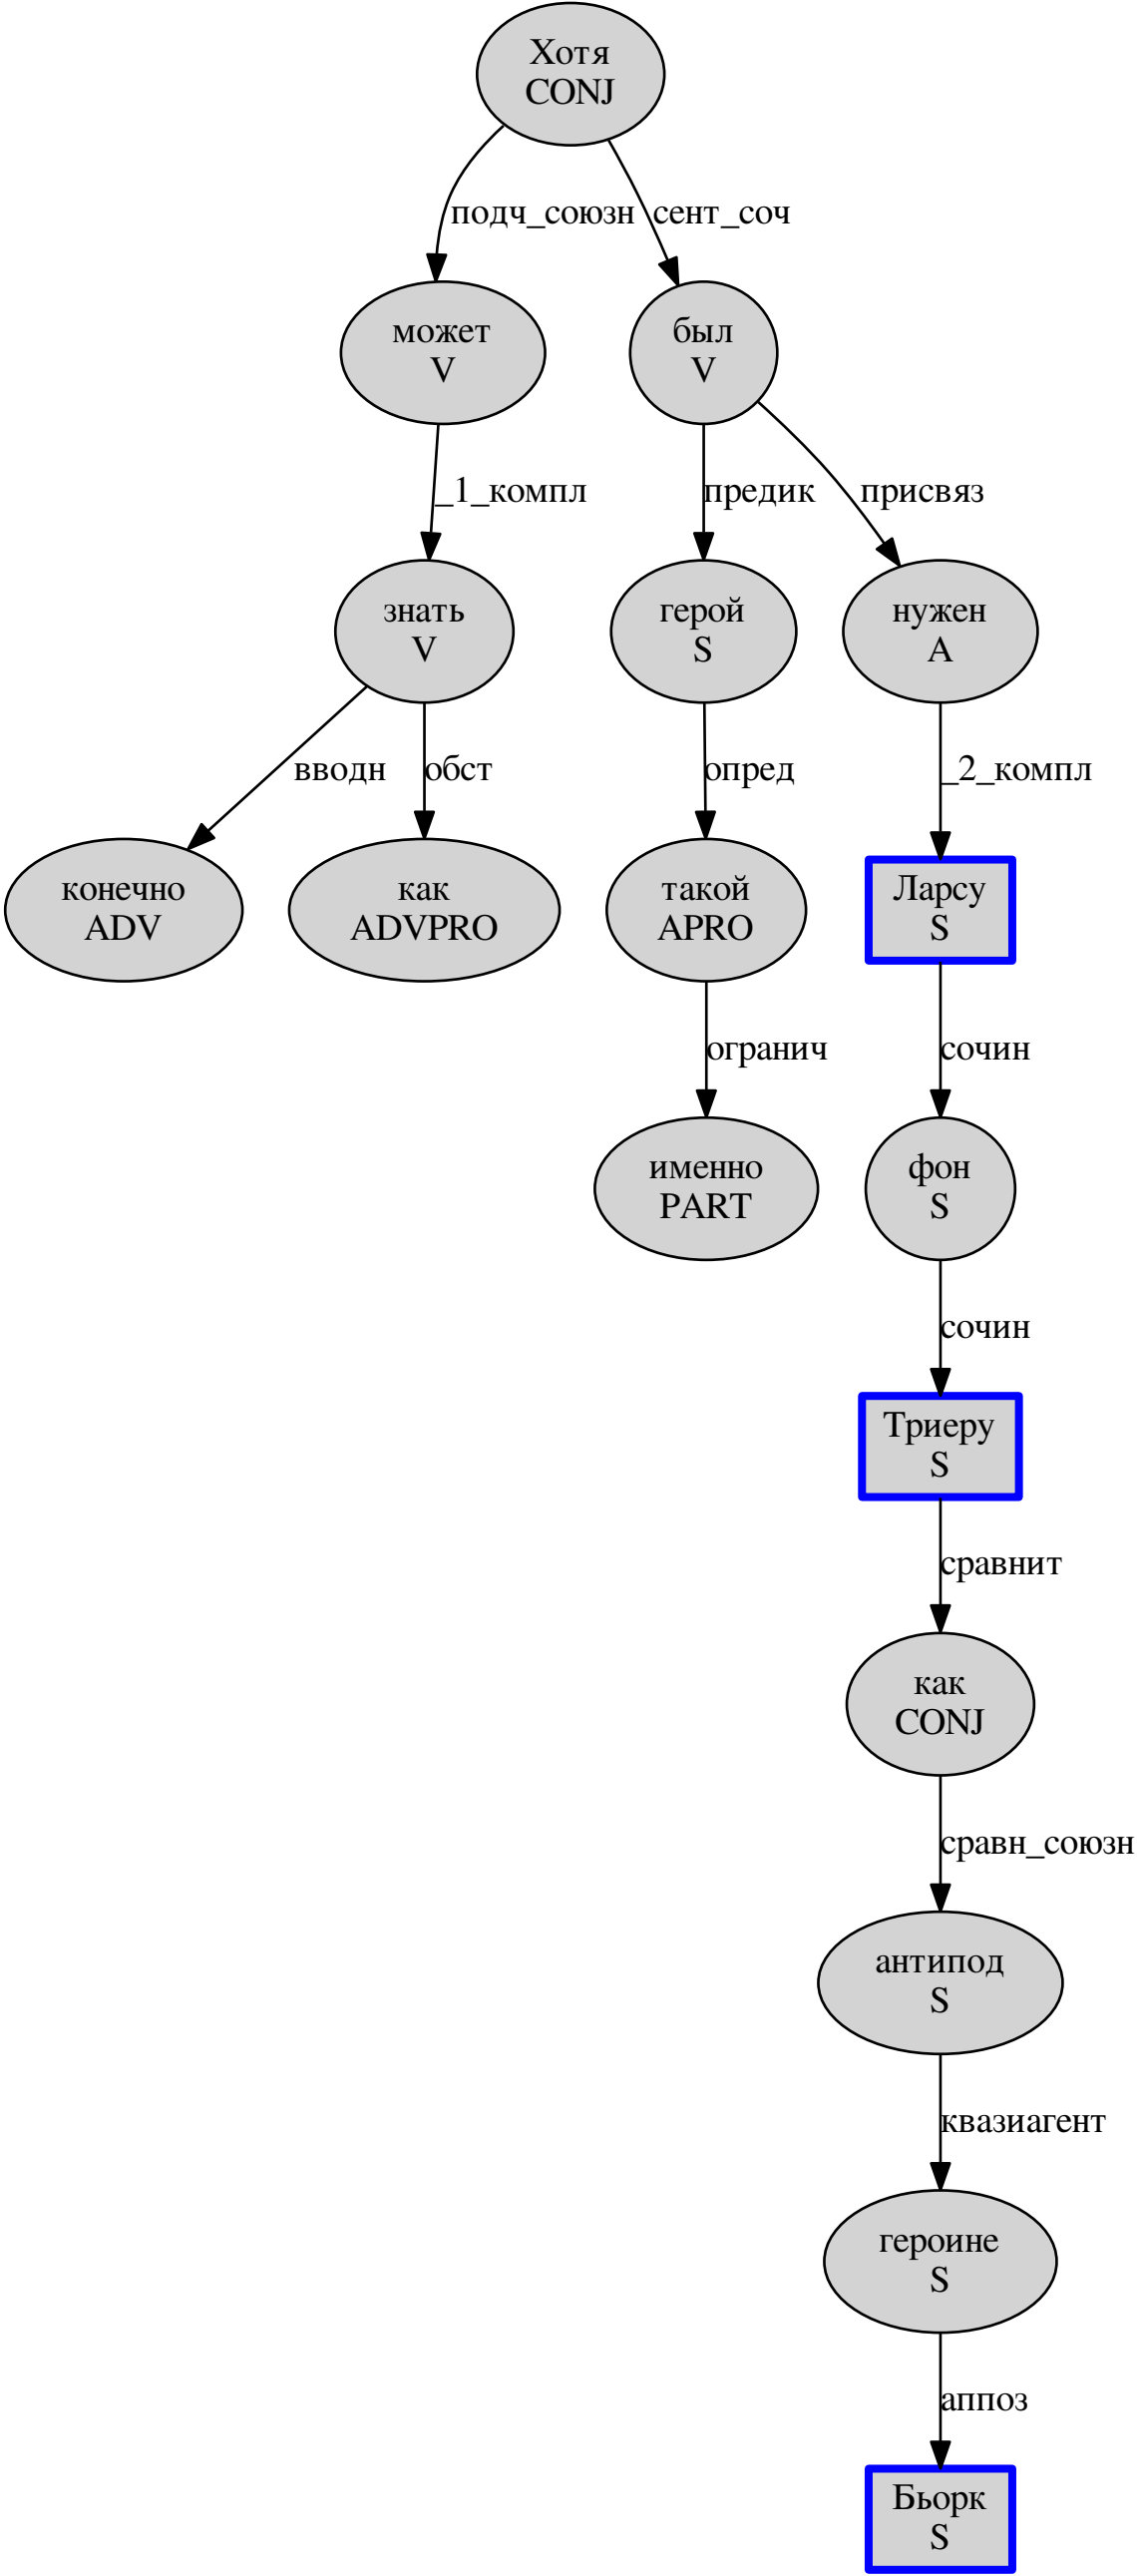 Хотя
CONJ
подч_союзн
сент_соч
может
V
был
V
_1_компл
предик
присвяз
знать
V
герой
S
нужен
A
вводн
обст
опред
_2_компл
конечно
ADV
как
ADVPRO
такой
APRO
Ларсу
S
огранич
сочин
именно
PART
фон
S
сочин
Триеру
S
сравнит
как
CONJ
сравн_союзн
антипод
S
квазиагент
героине
S
аппоз
Бьорк
S